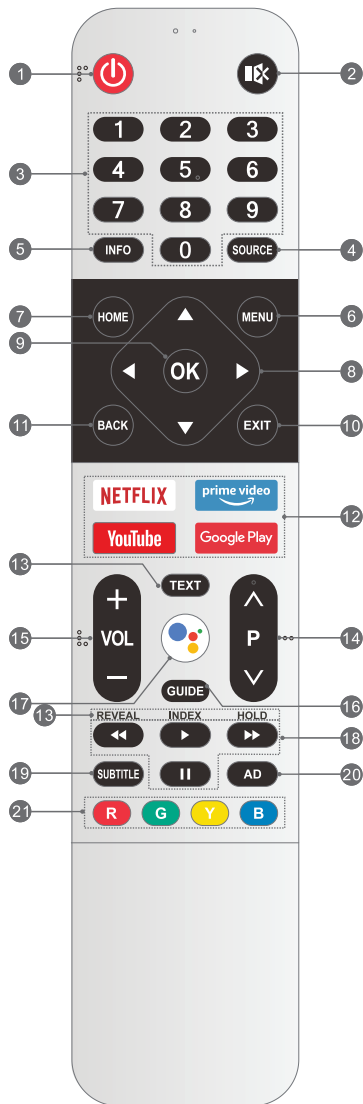 1
2
1 2 3
3
4 5 6
7 8 9
5
INFO
0
SOURCE
4
7
HOME
MENU
6
9
OK
8
11
BACK
EXIT
10
NETFLIX
prime video
12
YouTube
Google Play
13
TEXT
+
VOL
−
15
P
14
17
GUIDE
16
13
REVEAL INDEX HOLD
18
19
SUBTITLE
AD
20
21
R G Y B